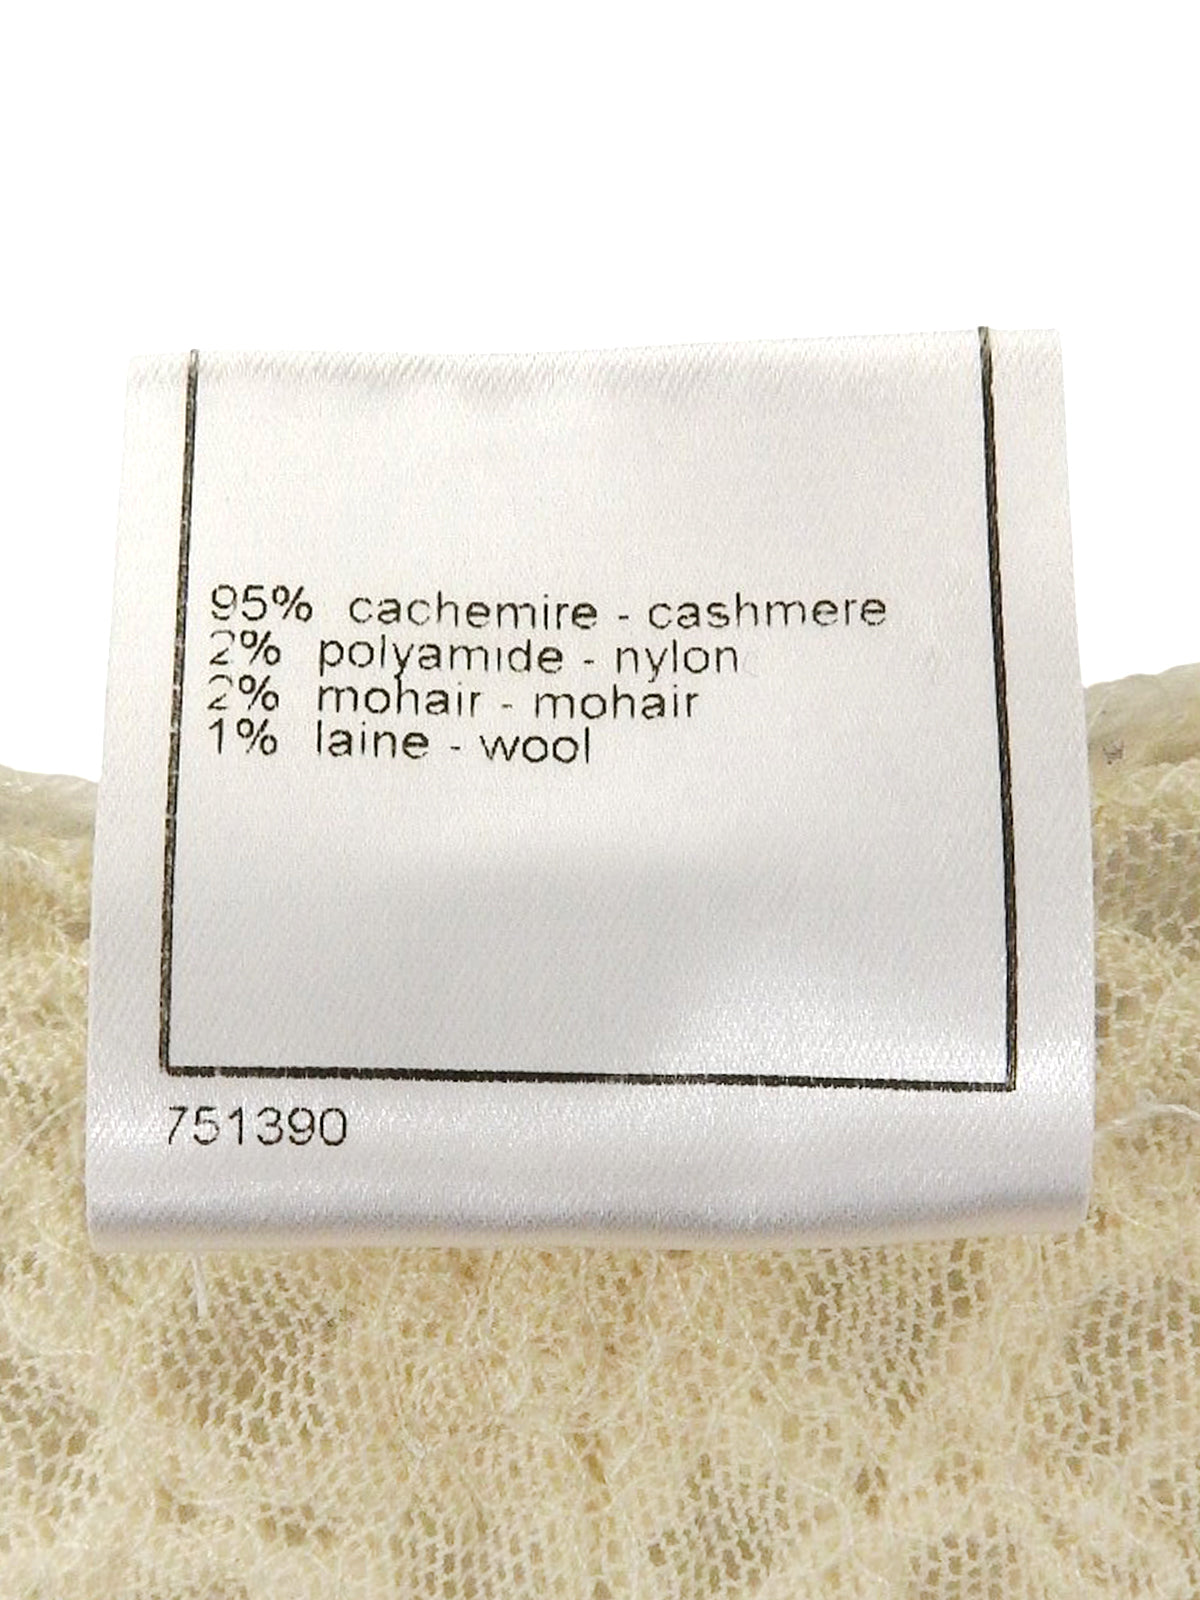 95% cachemire - cashmere
2% polyamide - nylon
2% mohair - mohair
1% laine - wool
751390